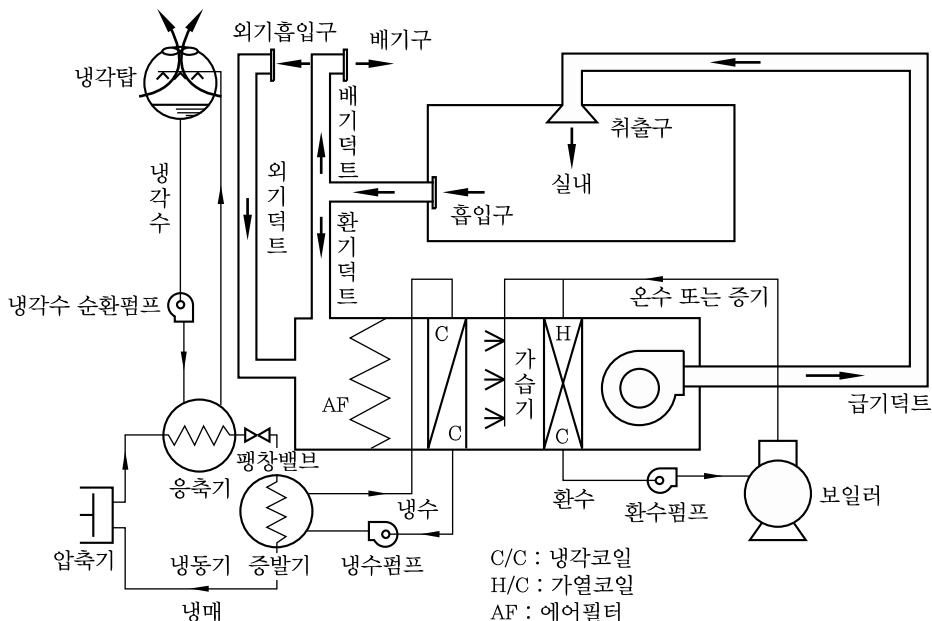 외기흡입구
배기구
냉각탑
배기덕트
취출구
실내
외기덕트
냉각수
흡입구
환기덕트
냉각수 순환펌프
온수 또는 증기
C
H
가습기
AF
C
C
급기덕트
팽창밸브
응축기
냉수
환수
환수펌프
보일러
압축기
냉동기
증발기
냉수펌프
냉매
C/C : 냉각코일
H/C : 가열코일
AF : 에어필터